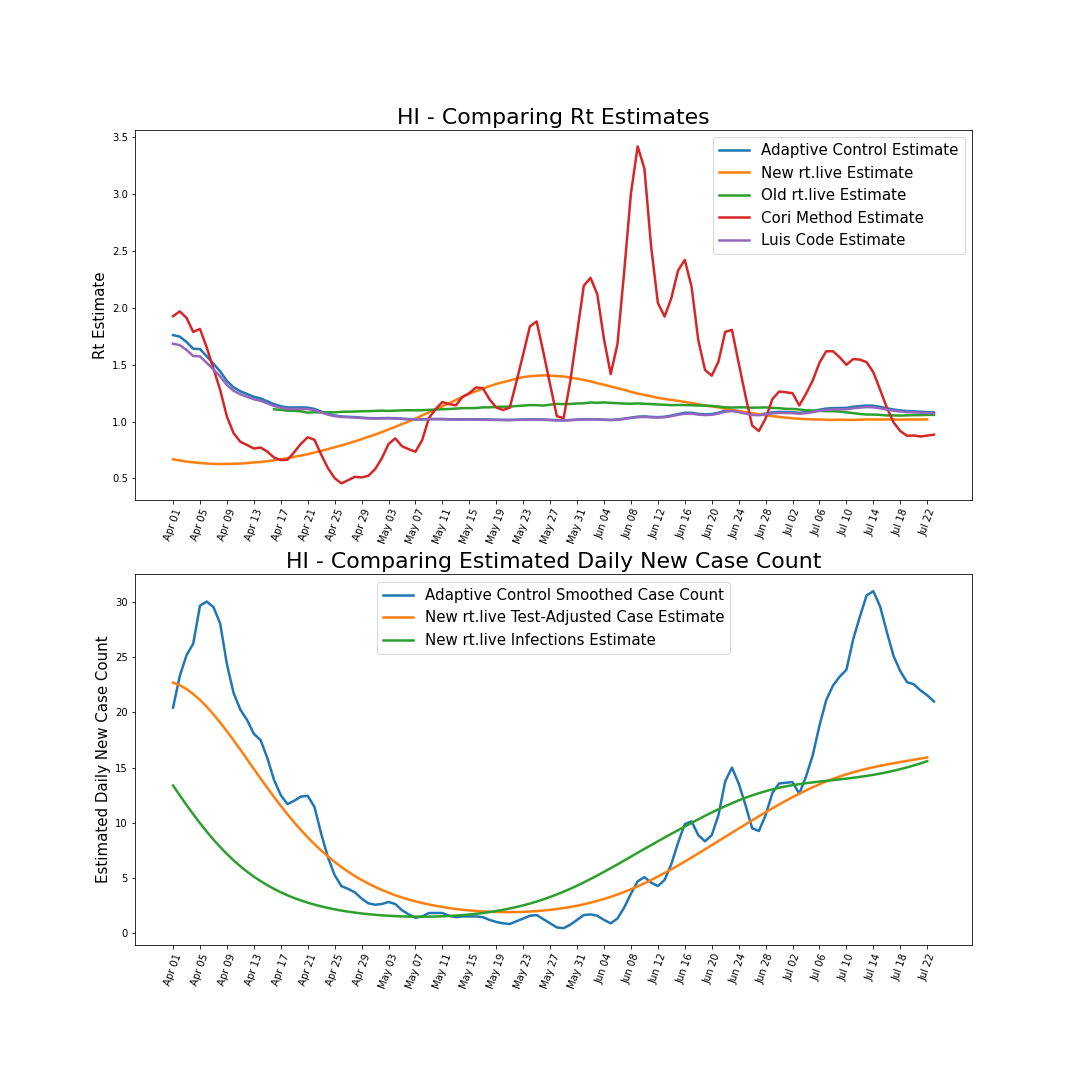 HI - Comparing Rt Estimates
Rt Estimate
3.5
3.0
2.5
2.0
1.5
1.0
0.5
Adaptive Control Estimate
New rt.live Estimate
Old rt.live Estimate
Cori Method Estimate
Luis Code Estimate
Apr 01 Apr 05 Apr 09 Apr 13 Apr 17 Apr 21 Apr 25 Apr 29 May 03 May 07 May 11 May 15 May 19 May 23 May 27 May 31 Jun 04 Jun 08 Jun 12 Jun 16 Jun 20 Jun 24 Jun 28 Jul 02 Jul 06 Jul 10 Jul 14 Jul 18 Jul 22
HI - Comparing Estimated Daily New Case Count
Estimated Daily New Case Count
30
25
20
15
10
5
0
Adaptive Control Smoothed Case Count
New rt.live Test-Adjusted Case Estimate
New rt.live Infections Estimate
Apr 01 Apr 05 Apr 09 Apr 13 Apr 17 Apr 21 Apr 25 Apr 29 May 03 May 07 May 11 May 15 May 19 May 23 May 27 May 31 Jun 04 Jun 08 Jun 12 Jun 16 Jun 20 Jun 24 Jun 28 Jul 02 Jul 06 Jul 10 Jul 14 Jul 18 Jul 22